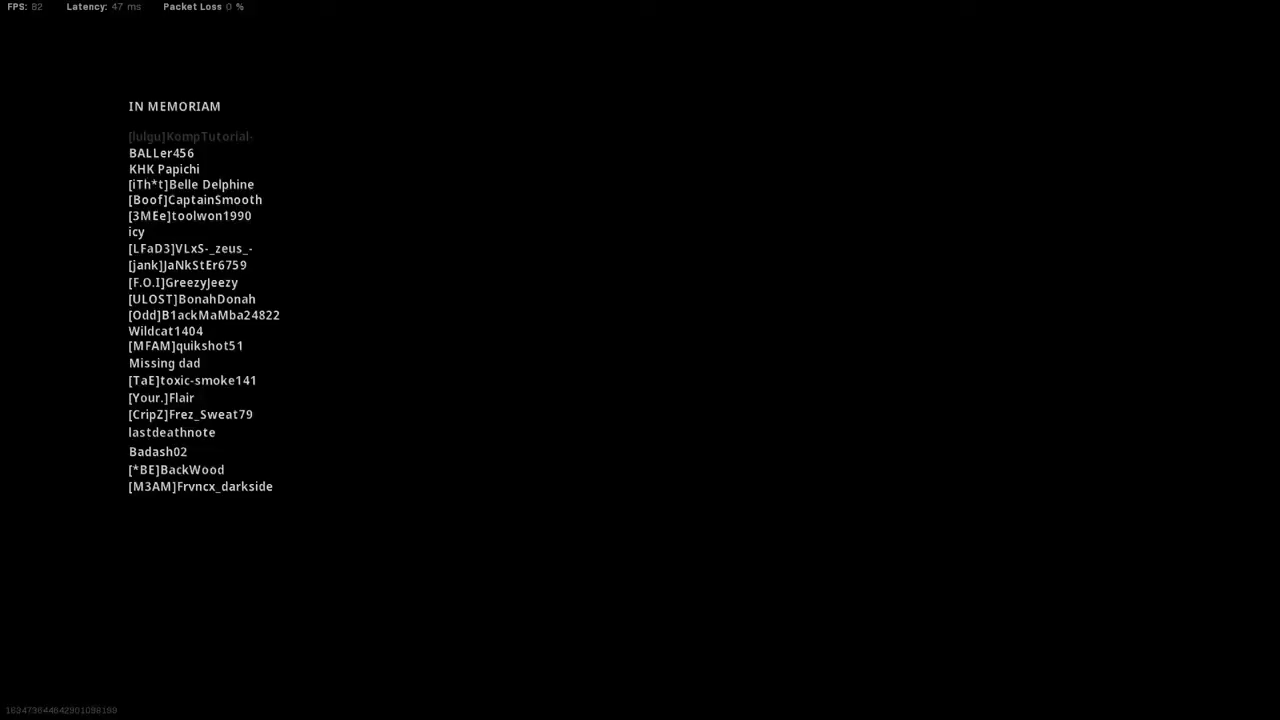 FPS: 82 Latency: 47 ms Packet Loss 0 %
IN MEMORIAM
[lulgu]KompTutorial-
BALLer456
KHK Papichi
[iTh*t]Belle Delphine
[Boof]CaptainSmooth
[3MEe]toolwon1990
icy
[LFaD3]VLxS-_zeus_-
[jank]JaNkStEr6759
[F.O.I]GreezyJeezy
[ULOST]BonahDonah
[Odd]B1ackMaMba24822
Wildcat1404
[MFAM]quikshot51
Missing dad
[TaE]toxic-smoke141
[Your.]Flair
[CripZ]Frez_Sweat79
lastdeathnote
Badash02
[*BE]BackWood
[M3AM]Frvncx_darkside